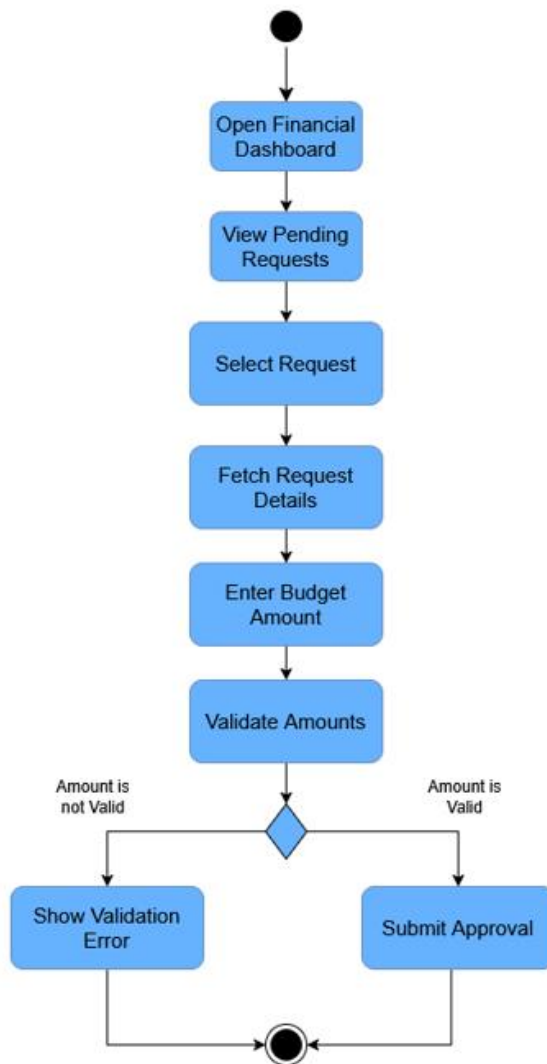 Open Financial
Dashboard
View Pending
Requests
Select Request
Fetch Request
Details
Enter Budget
Amount
Validate Amounts
Amount is
not Valid
Amount is
Valid
Show Validation
Error
Submit Approval